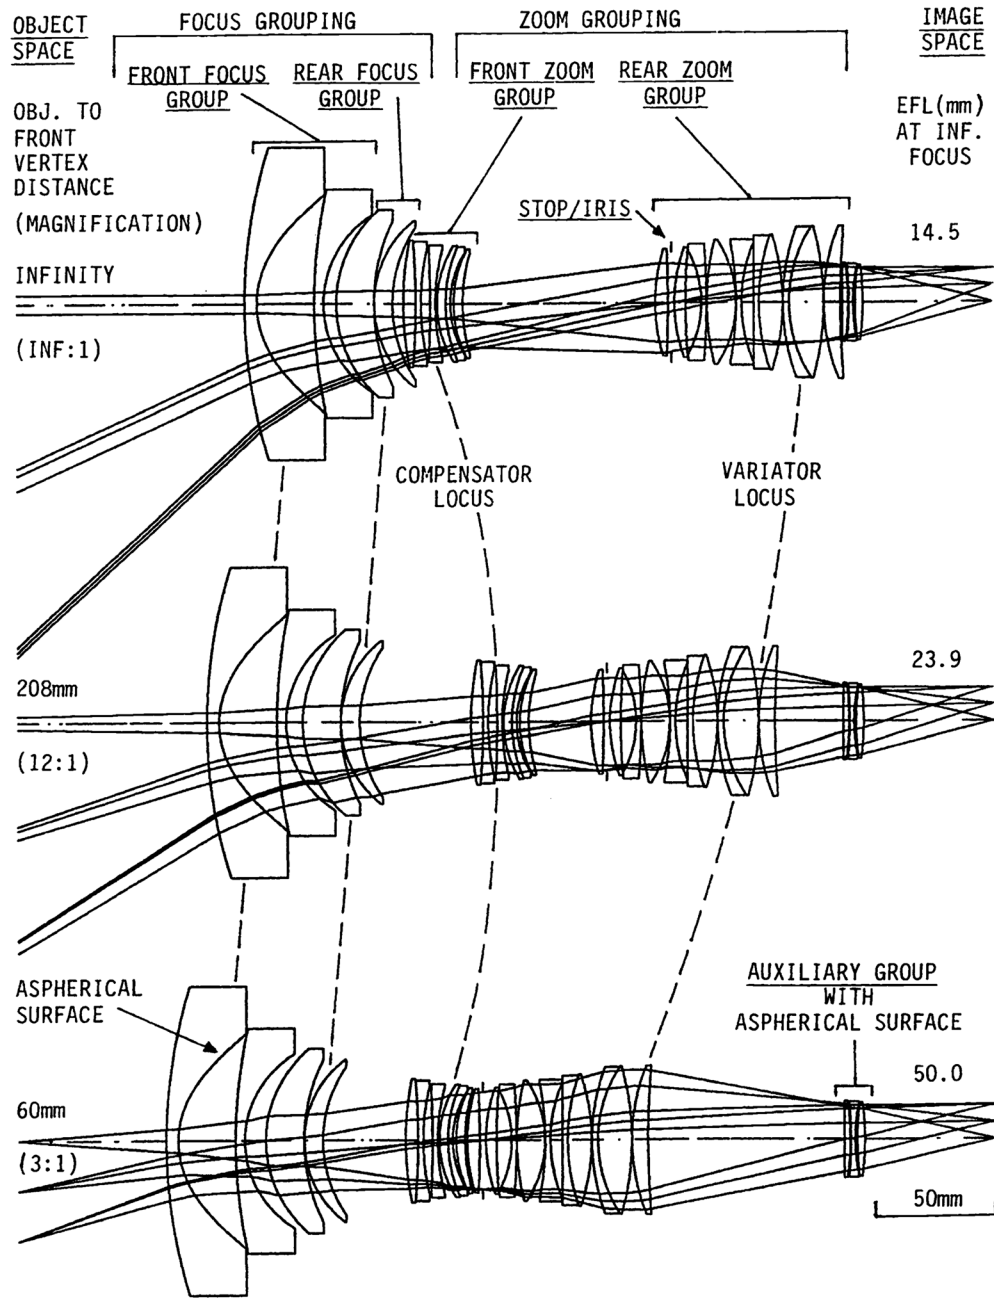 OBJECT
SPACE
FOCUS GROUPING
ZOOM GROUPING
IMAGE
SPACE
FRONT FOCUS
GROUP
REAR FOCUS
GROUP
FRONT ZOOM
GROUP
REAR ZOOM
GROUP
OBJ. TO
FRONT
VERTEX
DISTANCE
(MAGNIFICATION)
EFL(mm)
AT INF.
FOCUS
STOP/IRIS
14.5
INFINITY
(INF:1)
COMPENSATOR
LOCUS
VARIATOR
LOCUS
208mm
(12:1)
23.9
ASPHERICAL
SURFACE
AUXILIARY GROUP
WITH
ASPHERICAL SURFACE
60mm
(3:1)
50.0
50mm